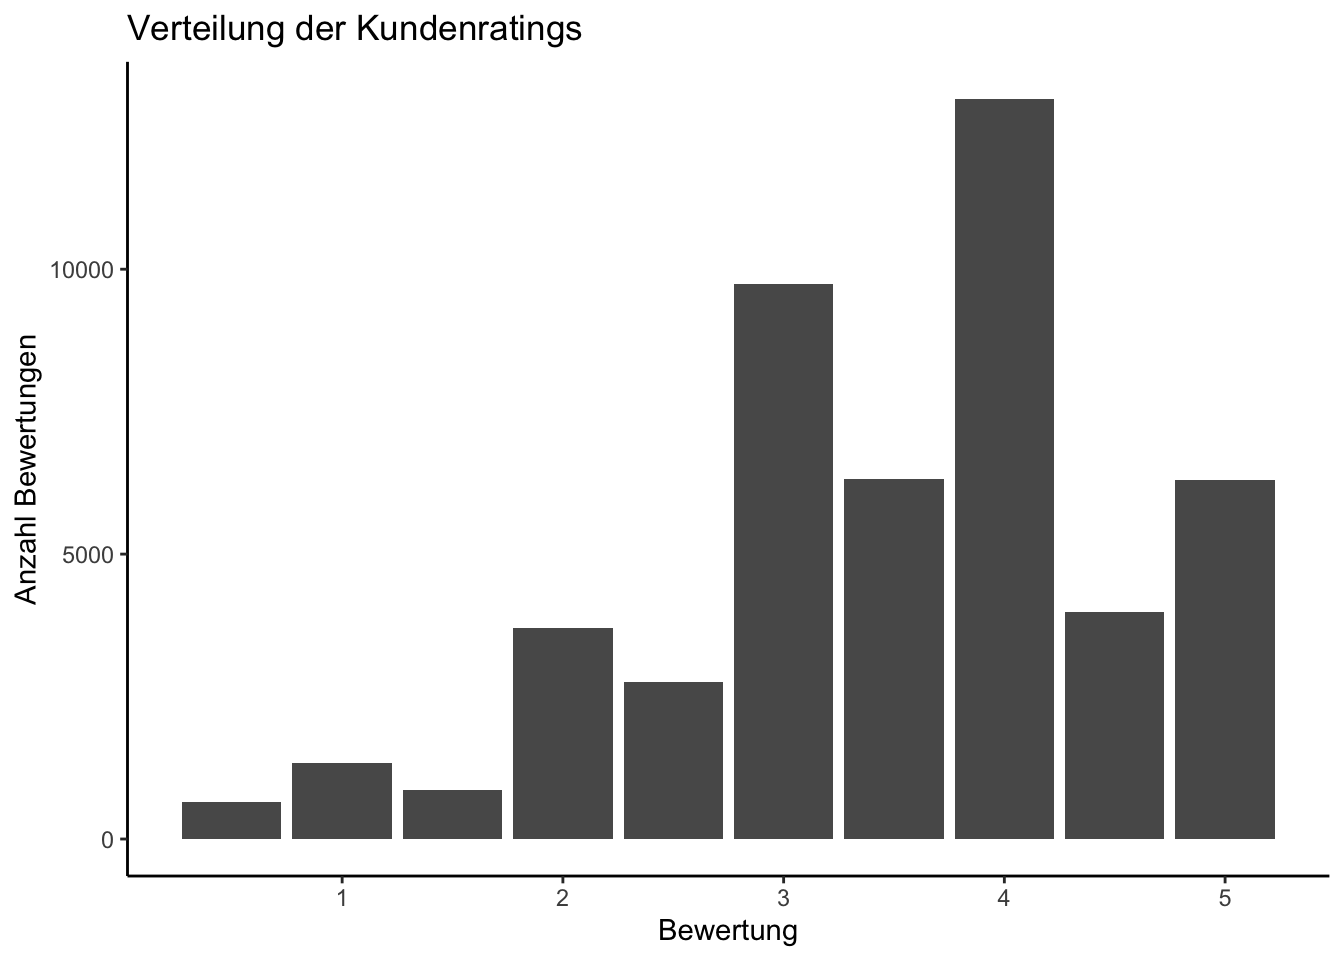 Verteilung der Kundenratings
Anzahl Bewertungen
10000
5000
0
1 2 3 4 5
Bewertung